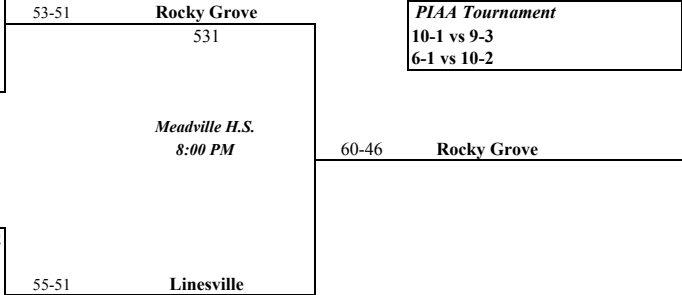 53-51 Rocky Grove
531
PIAA Tournament
10-1 vs 9-3
6-1 vs 10-2
Meadville H.S.
8:00 PM
60-46 Rocky Grove
55-51 Linesville